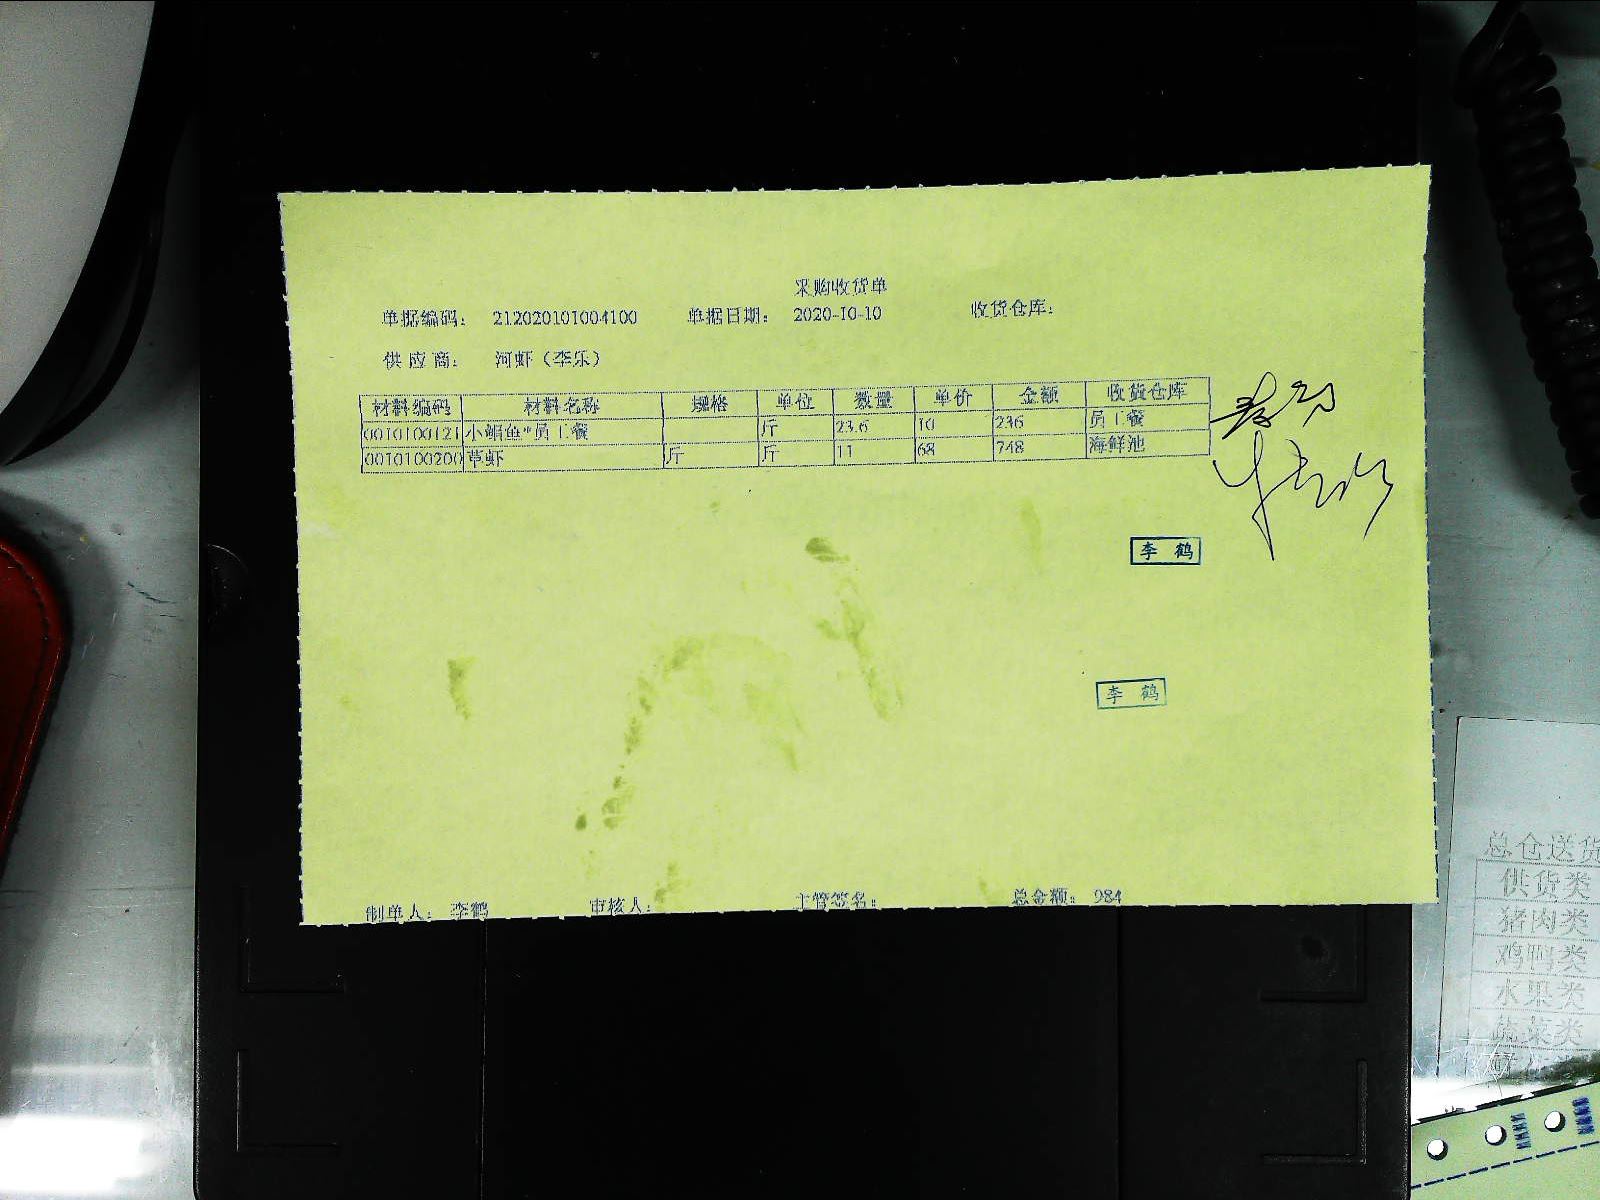 采购收货单
单据编码： 212020101004100 单据日期： 2020-10-10 收货仓库：
供应商： 河虾（李乐）
材料编码 材料名称 规格 单位 数量 单价 金额 收货仓库
0010100121 小鲳鱼*员工餐 斤 23.6 10 236 员工餐
0010100200 草虾 斤 斤 11 68 748 海鲜池
李鹤
李鹤
制单人： 李鹤 审核人： 主管签名： 总金额： 984
总仓送货
供货类
猪肉类
鸡鸭类
水果类
蔬菜类